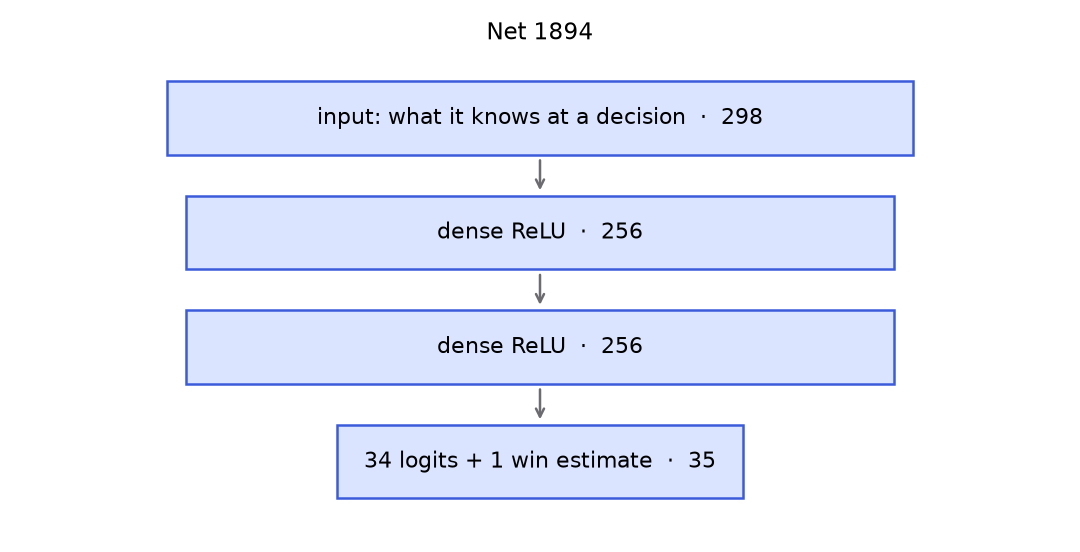 Net 1894
input: what it knows at a decision · 298
dense ReLU · 256
dense ReLU · 256
34 logits + 1 win estimate · 35